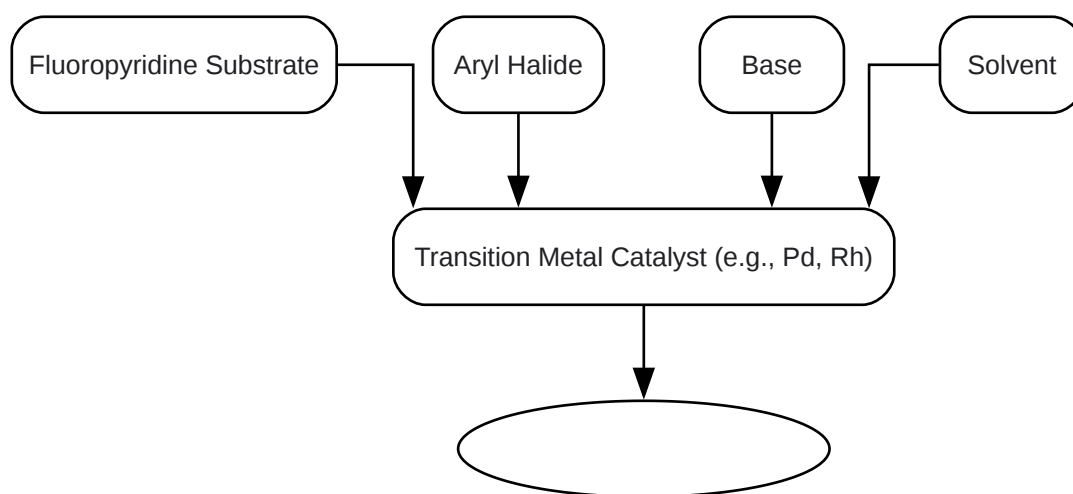 Fluoropyridine Substrate
Aryl Halide
Base
Solvent
Transition Metal Catalyst (e.g., Pd, Rh)